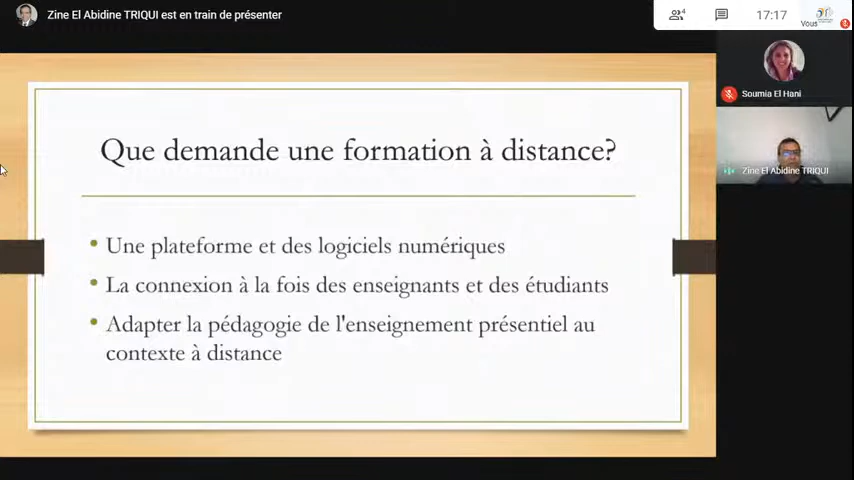 Zine El Abidine TRIQUI est en train de présenter
4
17:17
Vous
Soumia El Hani
Zine El Abidine TRIQUI
Que demande une formation à distance?
• Une plateforme et des logiciels numériques
• La connexion à la fois des enseignants et des étudiants
• Adapter la pédagogie de l'enseignement présentiel au
contexte à distance